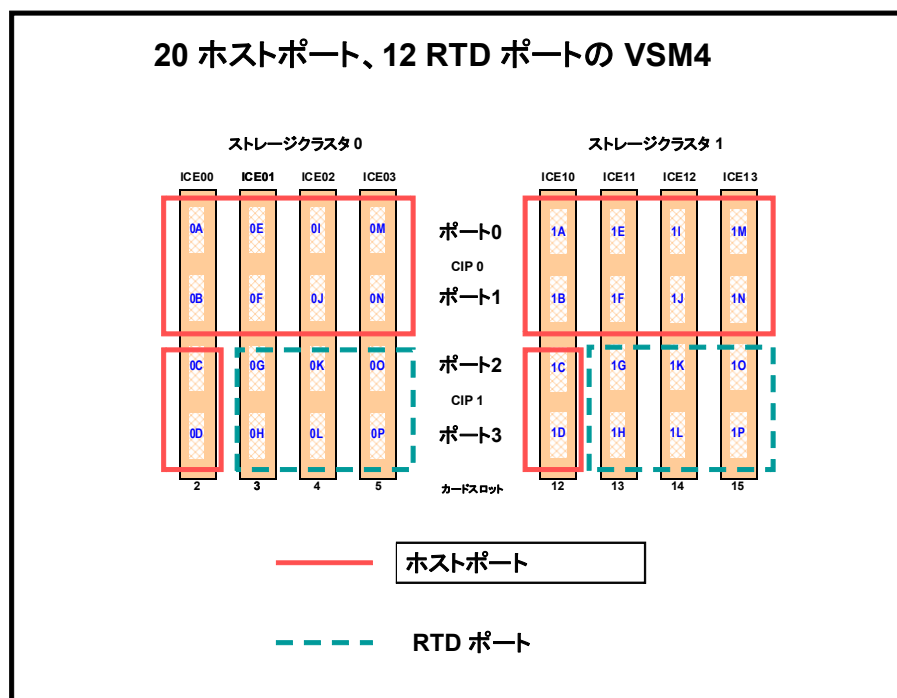 20 ホストポート、12 RTD ポートの VSM4
ストレージクラスタ 0
ストレージクラスタ 1
ICE00 ICE01 ICE02 ICE03
ICE10 ICE11 ICE12 ICE13
0A 0E 0I 0M ポート0 1A 1E 1I 1M
CIP 0
0B 0F 0J 0N ポート1 1B 1F 1J 1N
0C 0G 0K 0O ポート2 1C 1G 1K 1O
CIP 1
0D 0H 0L 0P ポート3 1D 1H 1L 1P
2 3 4 5 カードスロット 12 13 14 15
ホストポート
RTD ポート